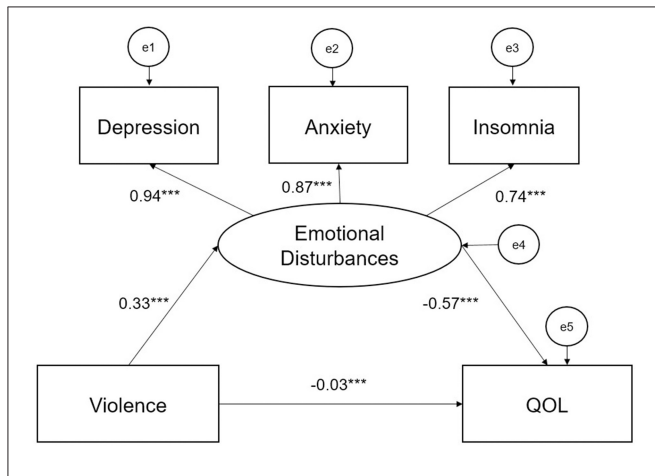 e1
e2
e3
Depression
Anxiety
Insomnia
0.94***
0.87***
0.74***
Emotional
Disturbances
e4
0.33***
-0.57***
e5
Violence
-0.03***
QOL